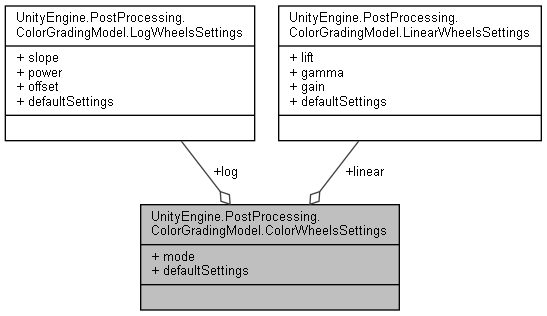 UnityEngine.PostProcessing.
ColorGradingModel.LogWheelsSettings
+ slope
+ power
+ offset
+ defaultSettings
UnityEngine.PostProcessing.
ColorGradingModel.LinearWheelsSettings
+ lift
+ gamma
+ gain
+ defaultSettings
+log
+linear
UnityEngine.PostProcessing.
ColorGradingModel.ColorWheelsSettings
+ mode
+ defaultSettings